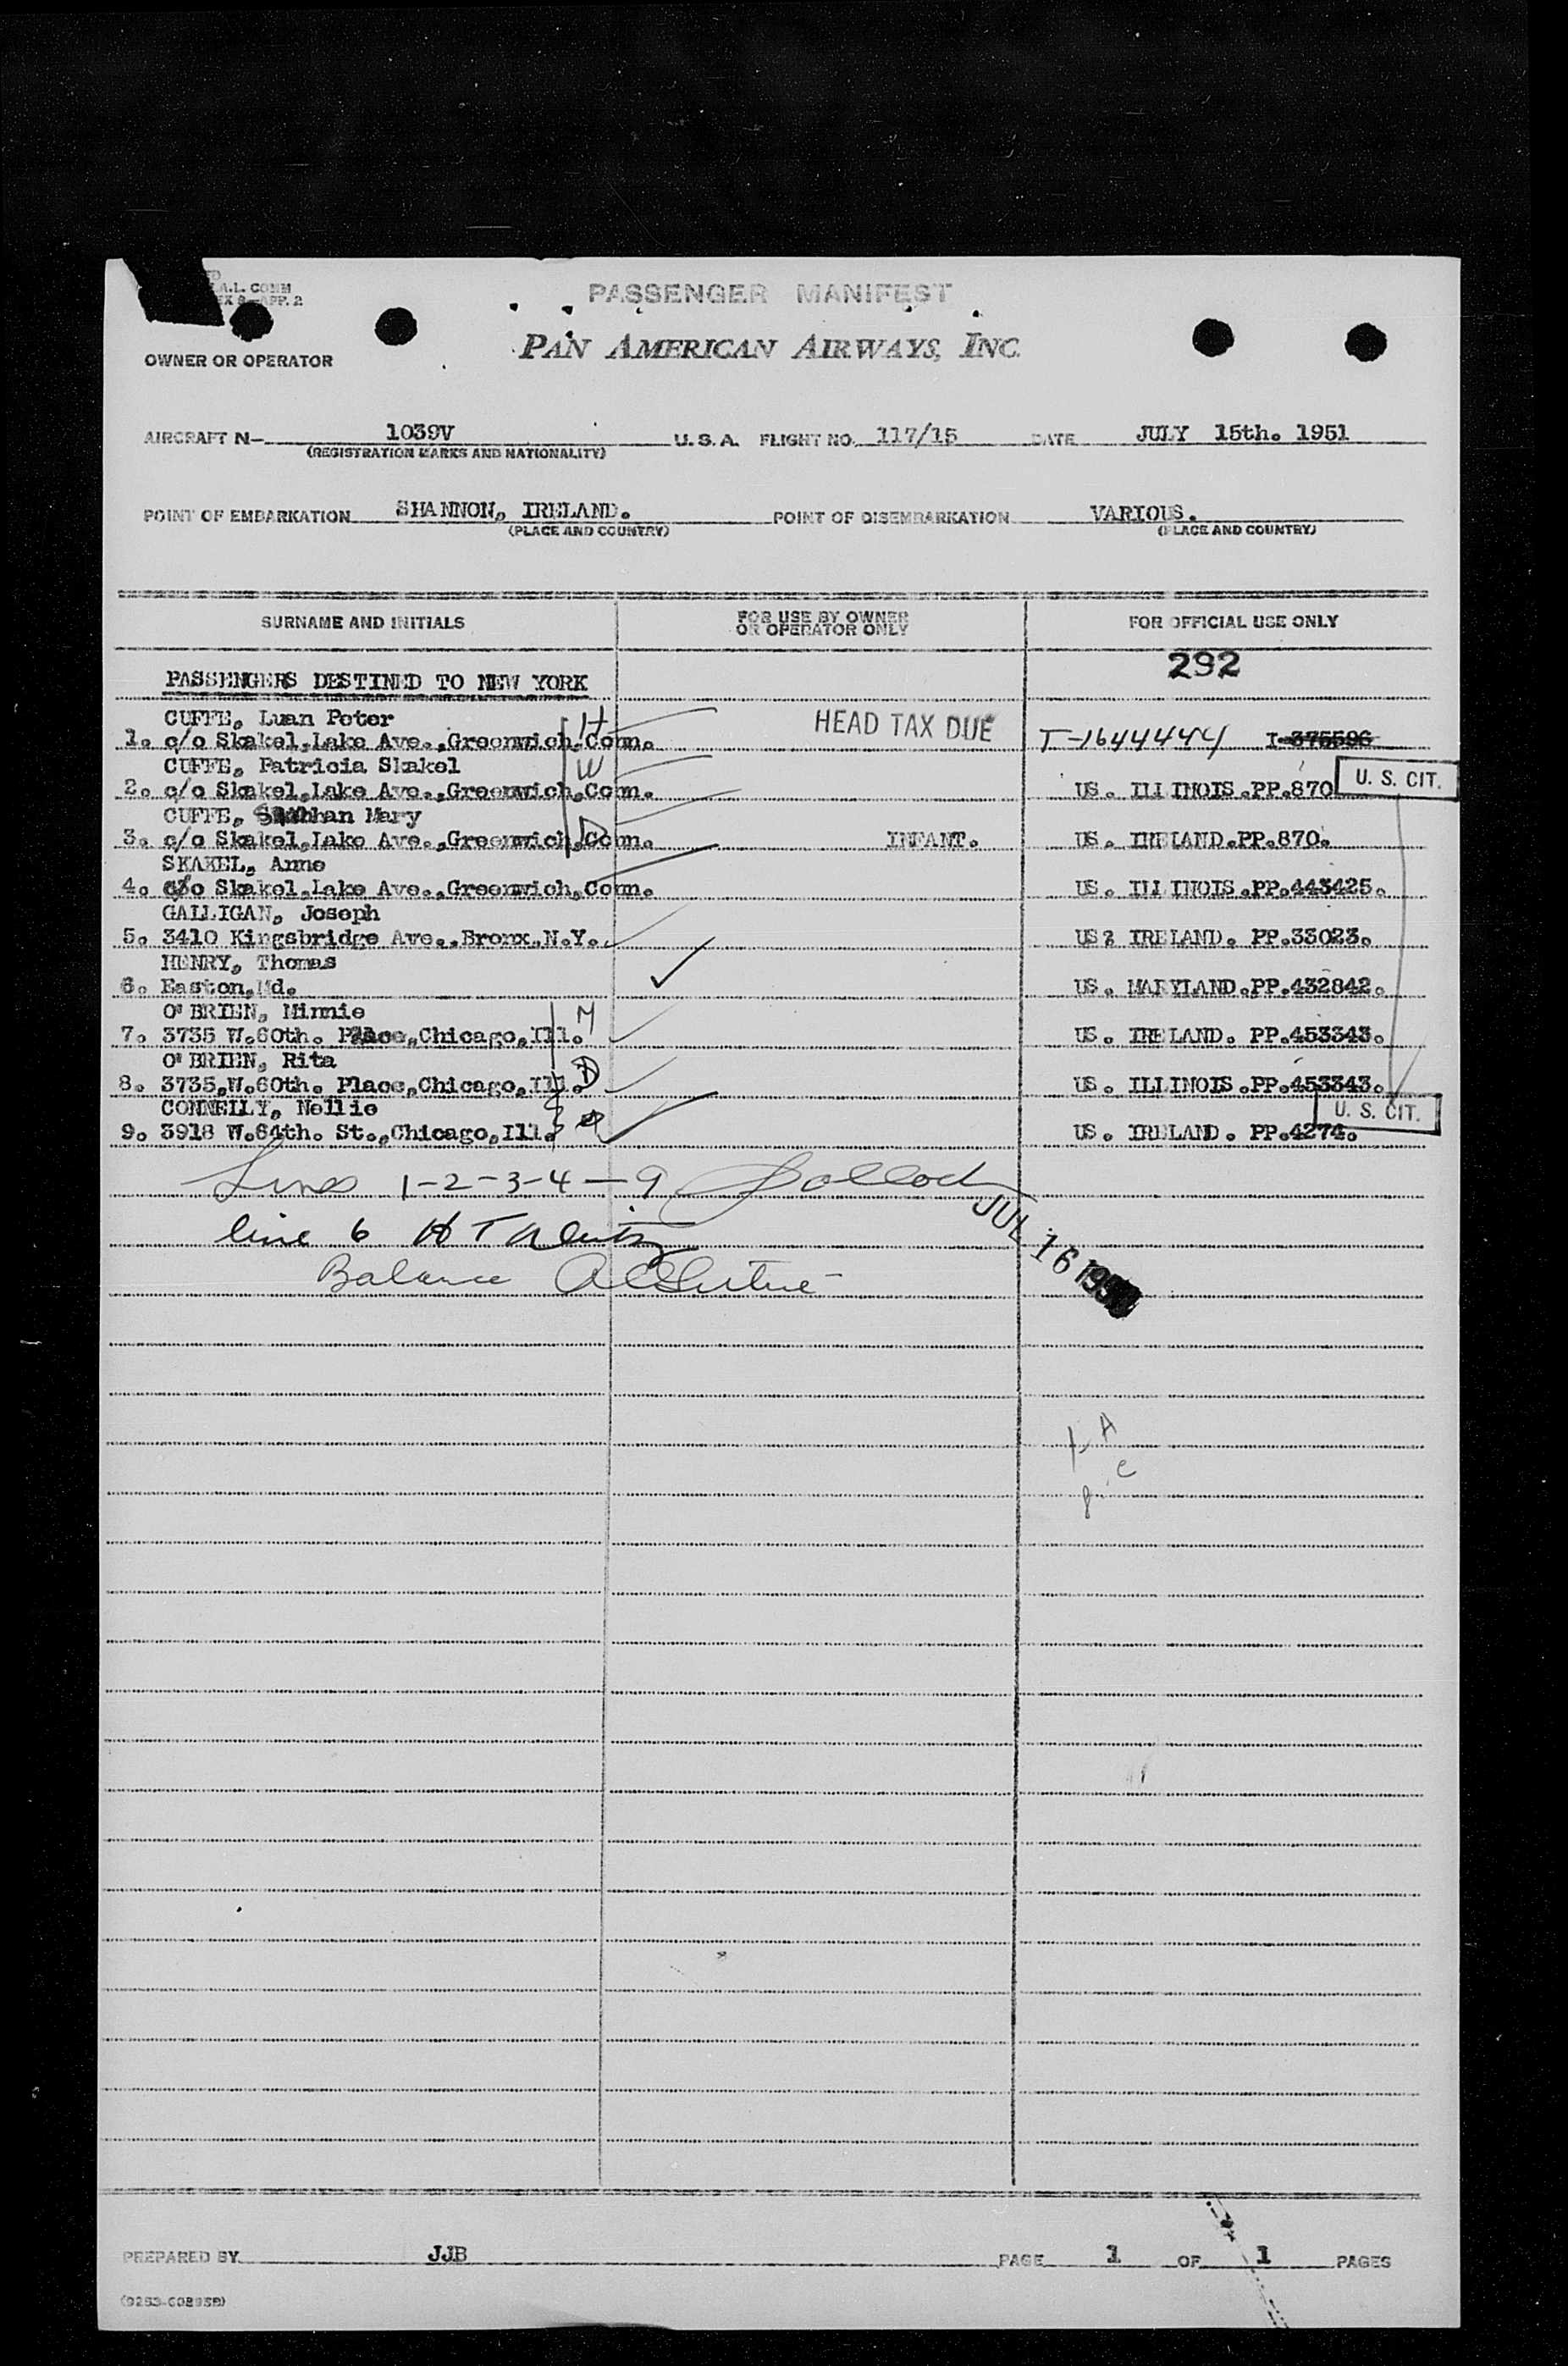 A.L. COMM
APP. 2
PASSENGER MANIFEST
OWNER OR OPERATOR
PAN AMERICAN AIRWAYS, INC.
AIRCRAFT N- 1039V U. S. A. FLIGHT NO. 117/15 DATE JULY 15th. 1951
(REGISTRATION MARKS AND NATIONALITY)
POINT OF EMBARKATION SHANNON, IRELAND. POINT OF DISEMBARKATION VARIOUS.
(PLACE AND COUNTRY) (PLACE AND COUNTRY)
SURNAME AND INITIALS FOR USE BY OWNER OR OPERATOR ONLY FOR OFFICIAL USE ONLY
292
PASSENGERS DESTINED TO NEW YORK
CUFFE, Luan Peter H
HEAD TAX DUE
1. c/o Skakel,Lake Ave.,Greenwich,Conn. T-1644444 I-375596
CUFFE, Patricia Skakel W
2. c/o Skakel,Lake Ave.,Greenwich,Conn. US. ILLINOIS.PP.870 U. S. CIT.
CUFFE, Mary D
3. c/o Skakel,Lake Ave.,Greenwich,Conn. INFANT. US. IRELAND.PP.870.
SKAKEL, Anne
4. c/o Skakel,Lake Ave.,Greenwich,Conn. US. ILLINOIS.PP.443425.
GALLIGAN, Joseph
5. 3410 Kingsbridge Ave.,Bronx.N.Y. US: IRELAND. PP.33023.
HENRY, Thomas
6. Easton,Md. US. MARYLAND.PP.432842.
O'BRIEN, Minnie M
7. 3735 W.60th. Place,Chicago,Ill. US. IRELAND. PP.453343.
O'BRIEN, Rita D
8. 3735,W.60th. Place,Chicago,Ill. US. ILLINOIS.PP.453343.
CONNELLY, Nellie U. S. CIT.
9. 3918 W.64th. St.,Chicago,Ill. US. IRELAND. PP.4274.
Lines 1-2-3-4-9
JUL 16 195
line 6
Balance
A
C
PREPARED BY JJB PAGE 1 OF 1 PAGES